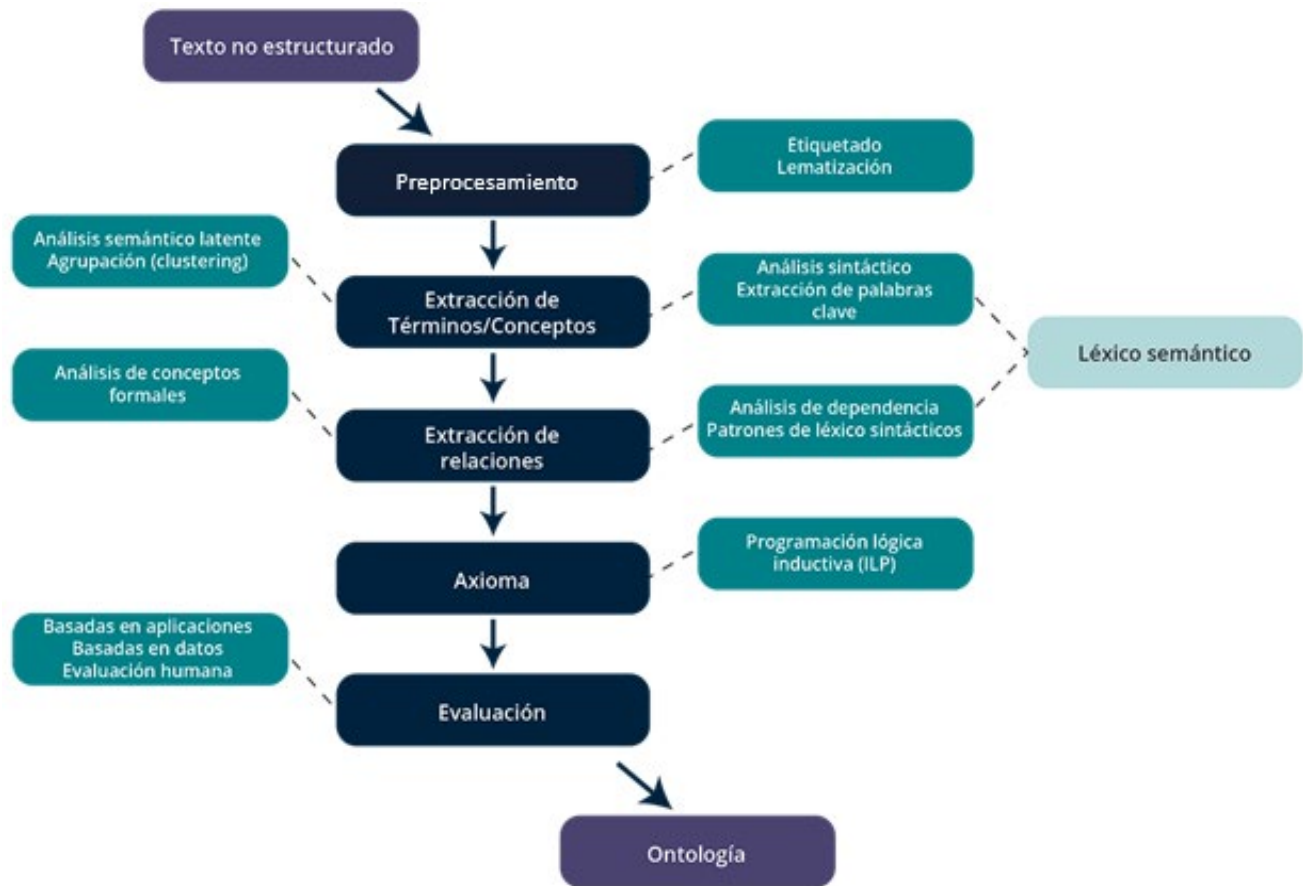 Texto no estructurado
Preprocesamiento
Etiquetado
Lematización
Análisis semántico latente
Agrupación (clustering)
Extracción de
Términos/Conceptos
Análisis sintáctico
Extracción de palabras
clave
Léxico semántico
Análisis de conceptos
formales
Extracción de
relaciones
Análisis de dependencia
Patrones de léxico sintácticos
Axioma
Programación lógica
inductiva (ILP)
Basadas en aplicaciones
Basadas en datos
Evaluación humana
Evaluación
Ontología